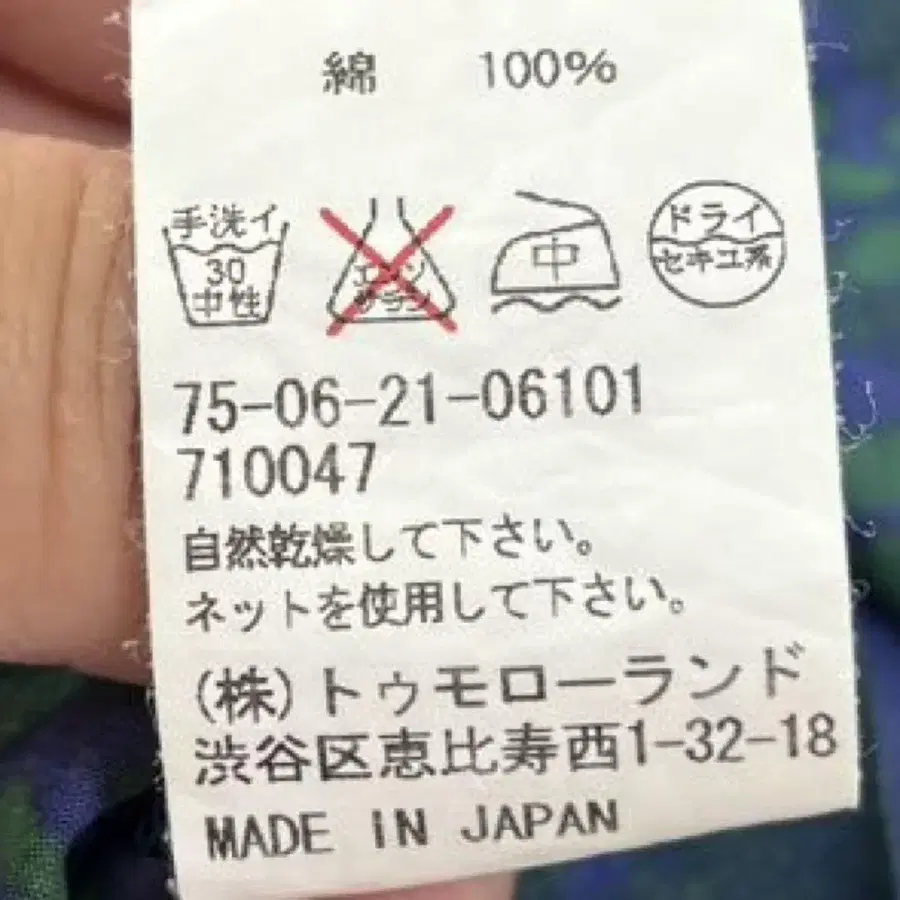 綿 100%
手洗イ
30
中性
エンソ
サラシ
中
ドライ
セキユ系
75-06-21-06101
710047
自然乾燥して下さい。
ネットを使用して下さい。
(株)トゥモローランド
渋谷区恵比寿西1-32-18
MADE IN JAPAN